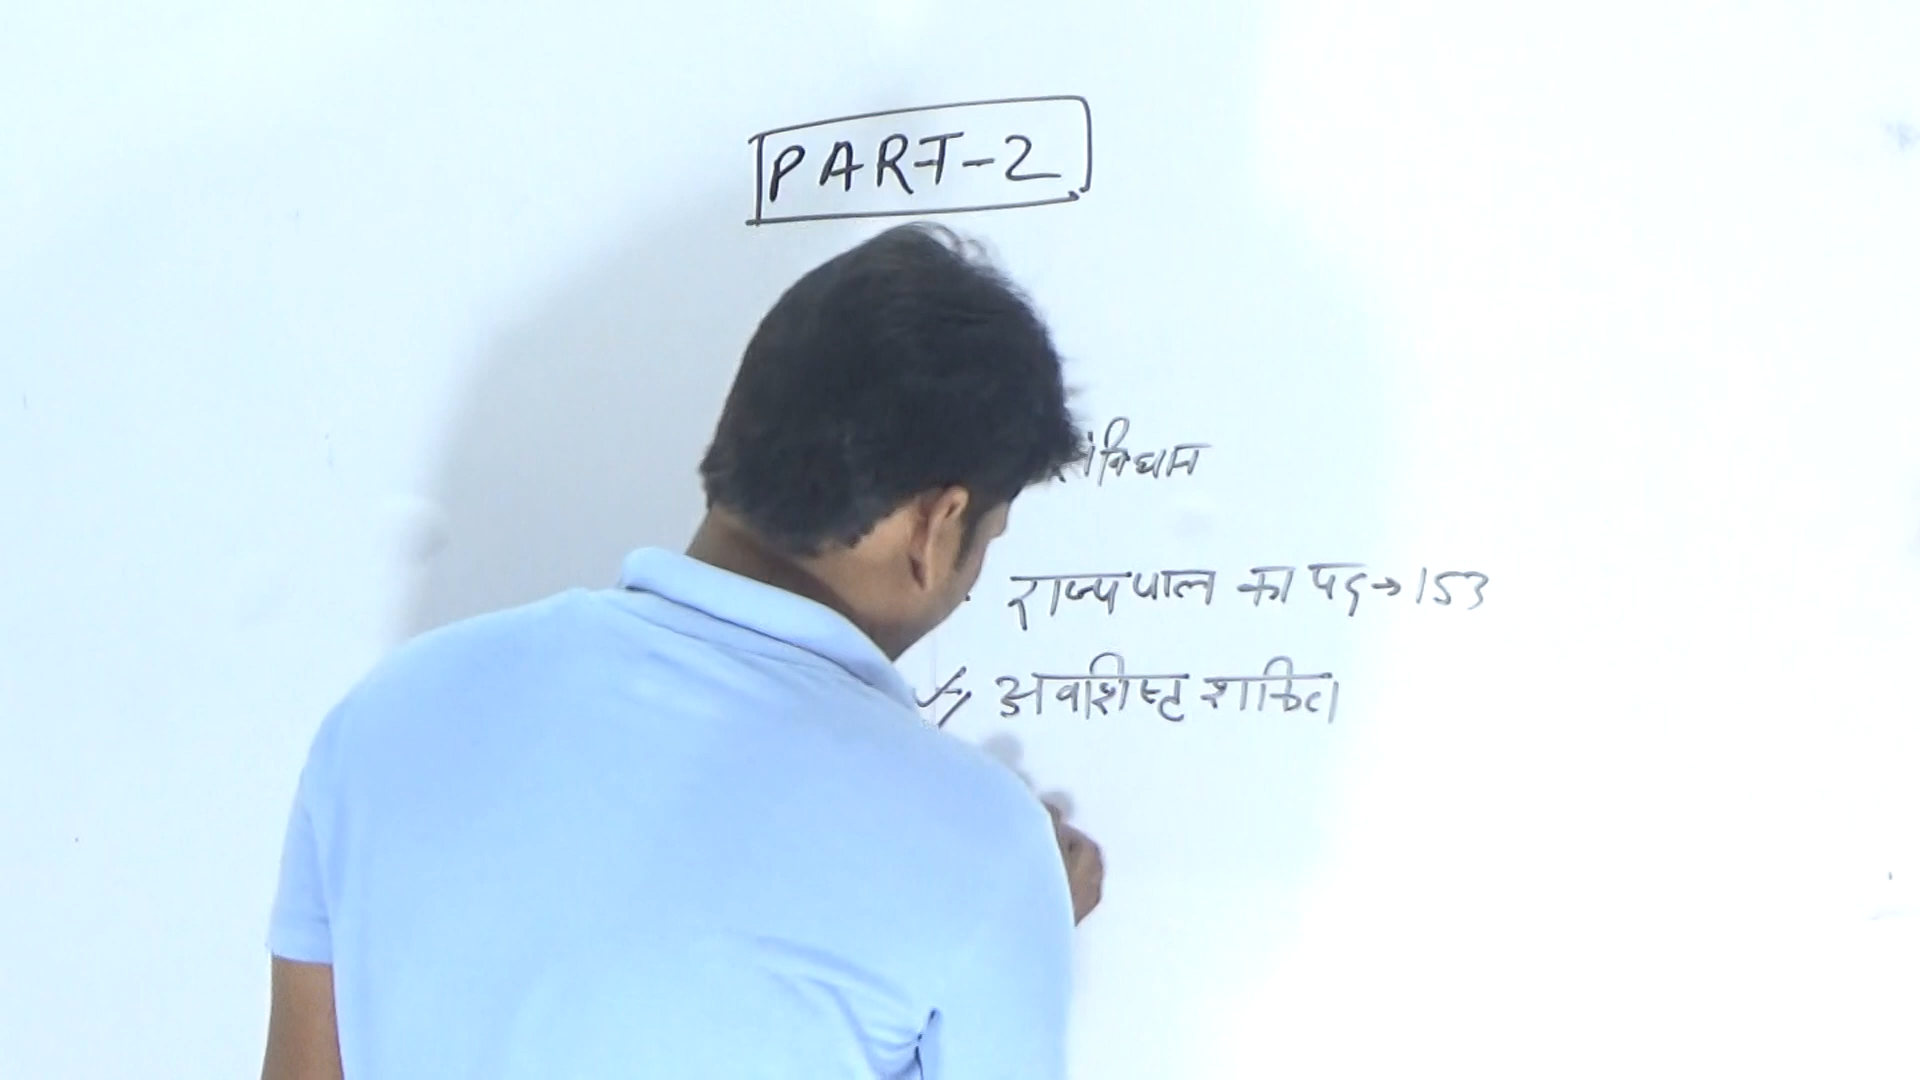 PART-2
संविधान
राज्यपाल का पद→153
अवशिष्ट शक्ति